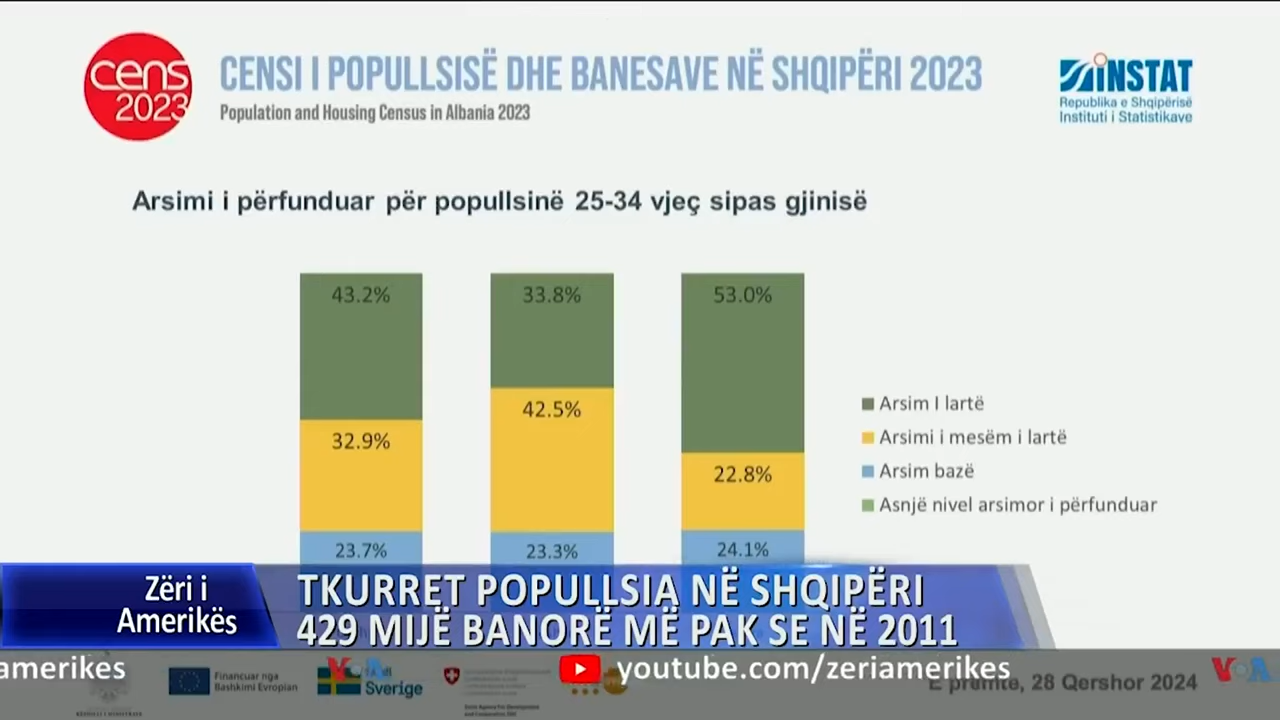 cens
2023
CENSI I POPULLSISË DHE BANESAVE NË SHQIPËRI 2023
Population and Housing Census in Albania 2023
INSTAT
Republika e Shqipërisë
Instituti i Statistikave
Arsimi i përfunduar për popullsinë 25-34 vjeç sipas gjinisë
43.2% 33.8% 53.0%
32.9% 42.5% 22.8%
23.7% 23.3% 24.1%
Arsim I lartë
Arsimi i mesëm i lartë
Arsim bazë
Asnjë nivel arsimor i përfunduar
Zëri i
Amerikës
TKURRET POPULLSIA NË SHQIPËRI
429 MIJË BANORË MË PAK SE NË 2011
amerikes
Financuar nga
Bashkimi Evropian
VOA
Sverige
youtube.com/zeriamerikes
E premte, 28 Qershor 2024
VOA